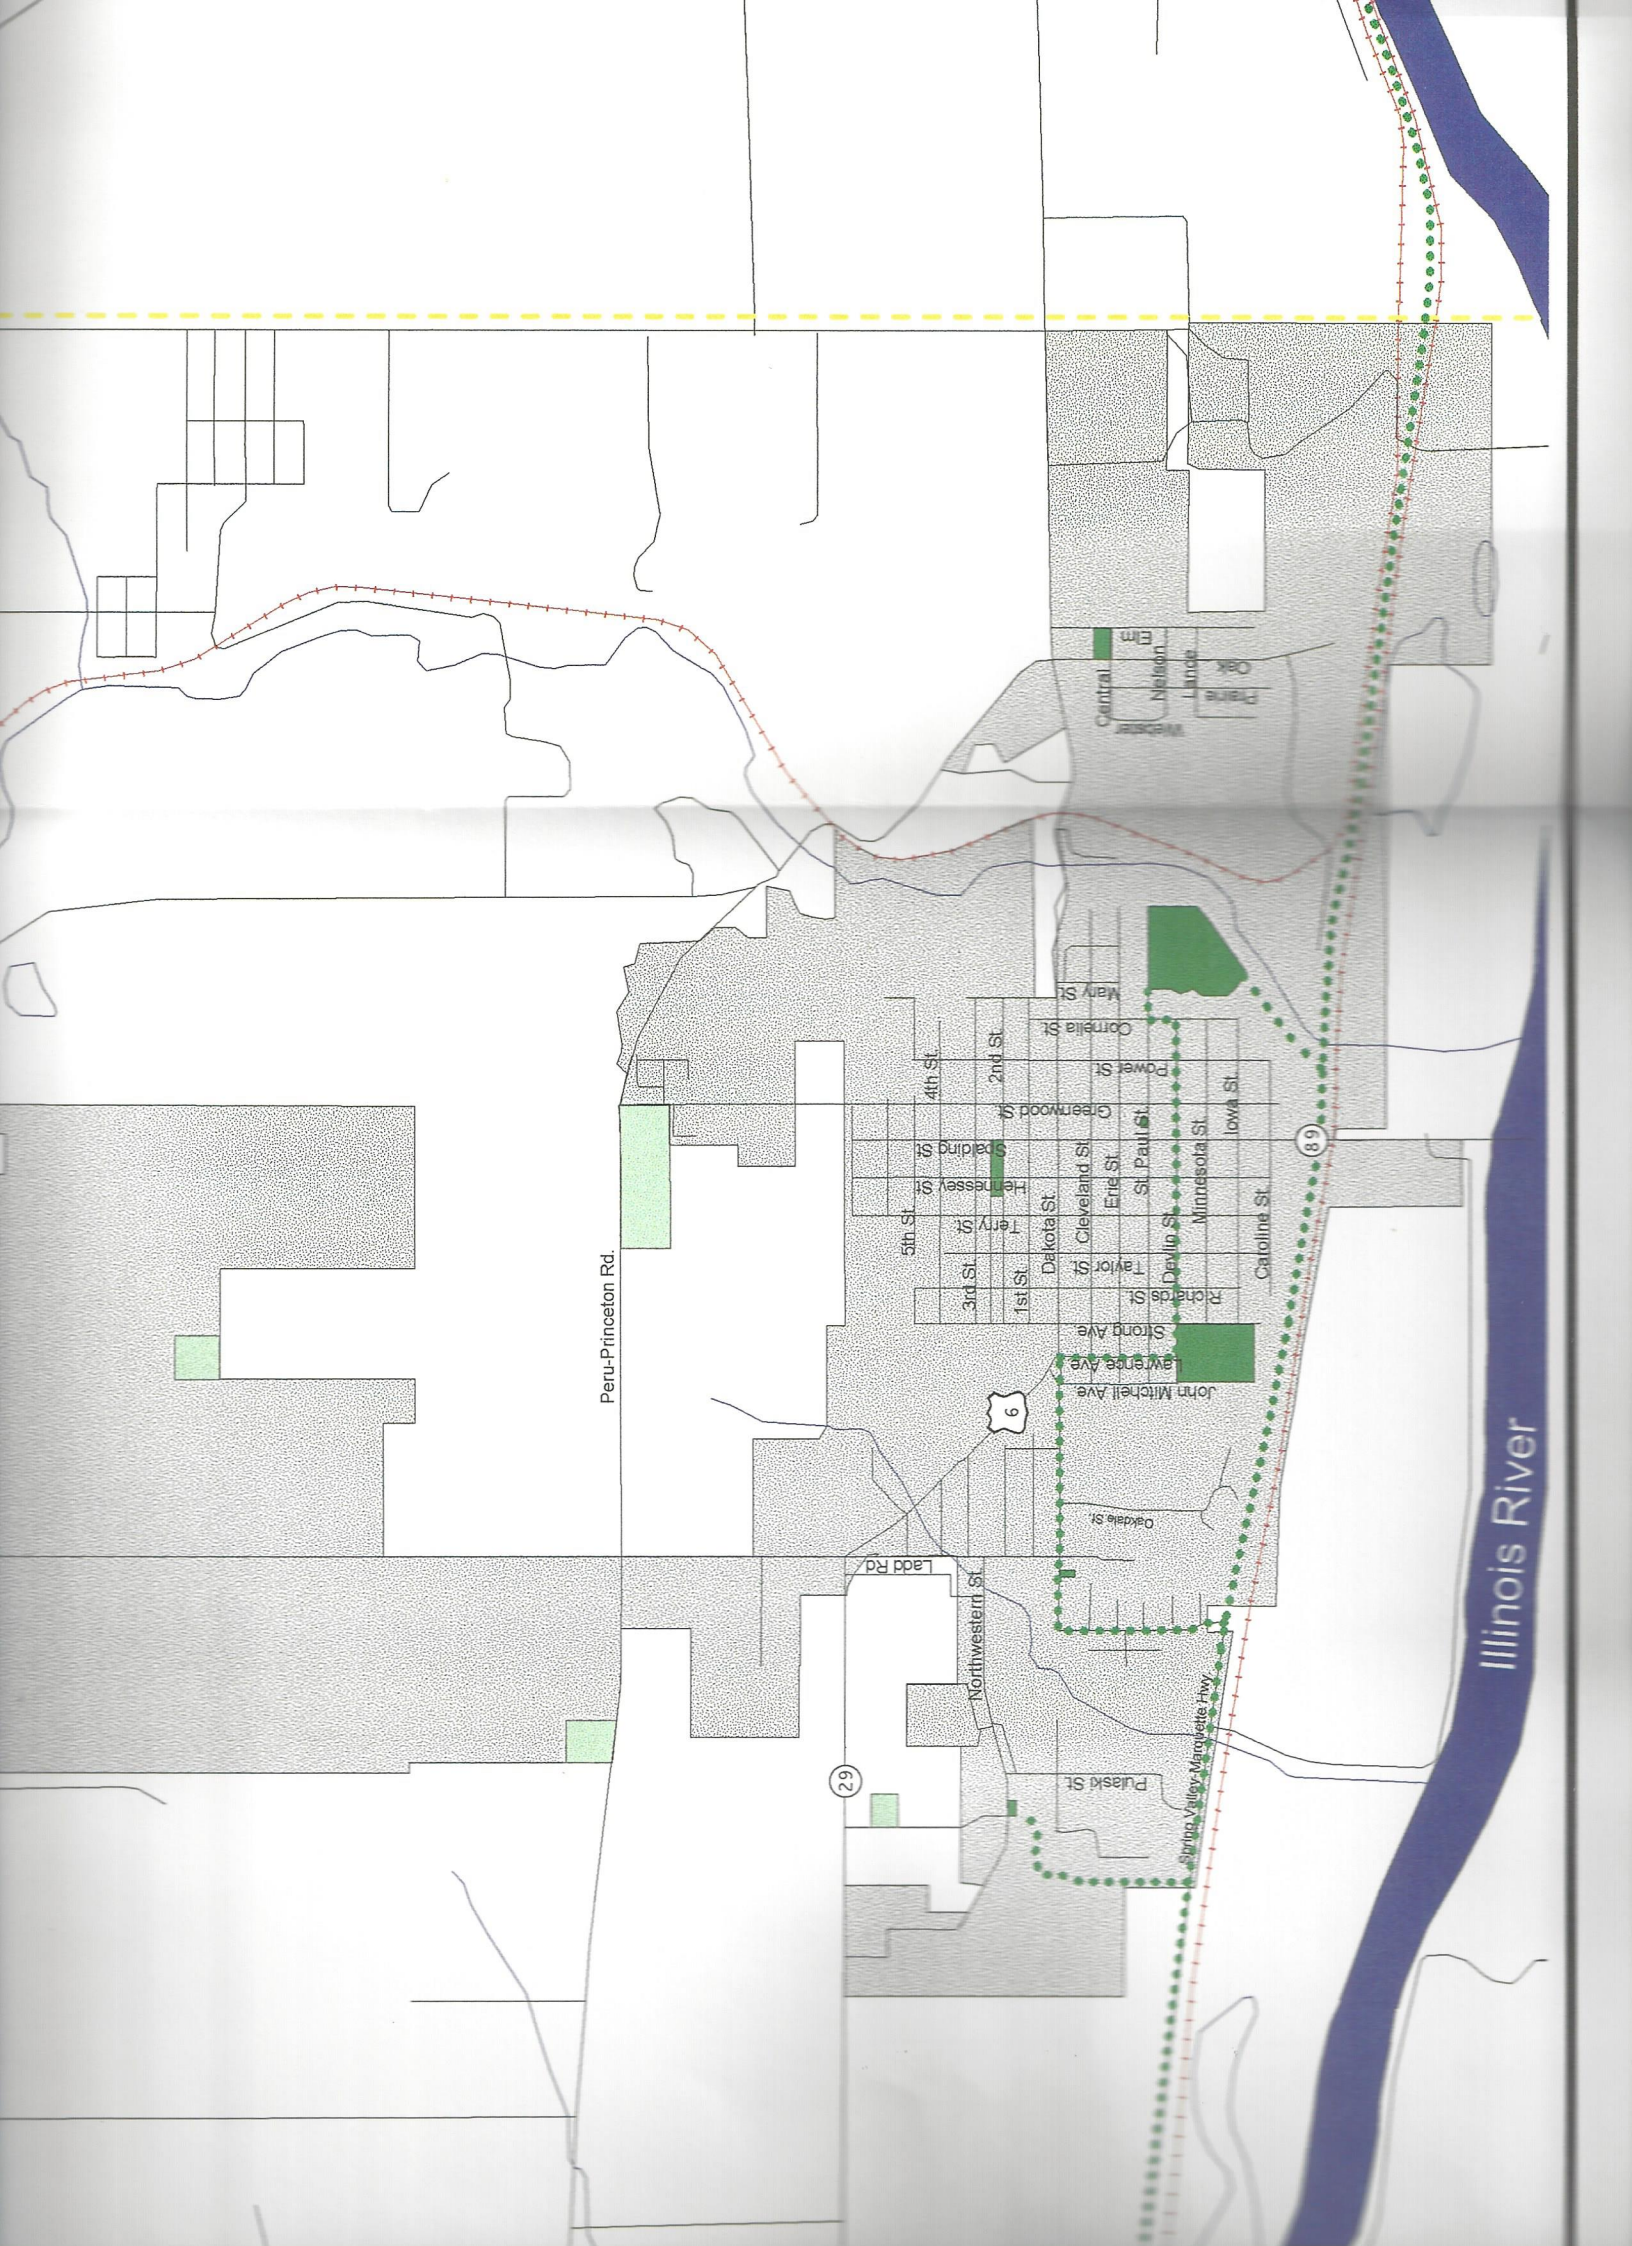 Elm
Oak
Prairie
Central
Nelson
Lance
Webster
Mary St
Cornelia St
Power St
Greenwood St
Spalding St
Hennessey St
Terry St
Taylor St
Richards St
Strong Ave
Lawrence Ave
John Mitchell Ave
4th St.
2nd St.
5th St.
3rd St.
1st St.
Dakota St
Cleveland St
Erie St
St. Paul St.
Devlin St
Minnesota St
Iowa St.
Caroline St
89
6
Peru-Princeton Rd.
Oakdale St.
Ladd Rd
Northwestern St.
29
Pulaski St
Spring Valley-Marquette Hwy
Illinois River